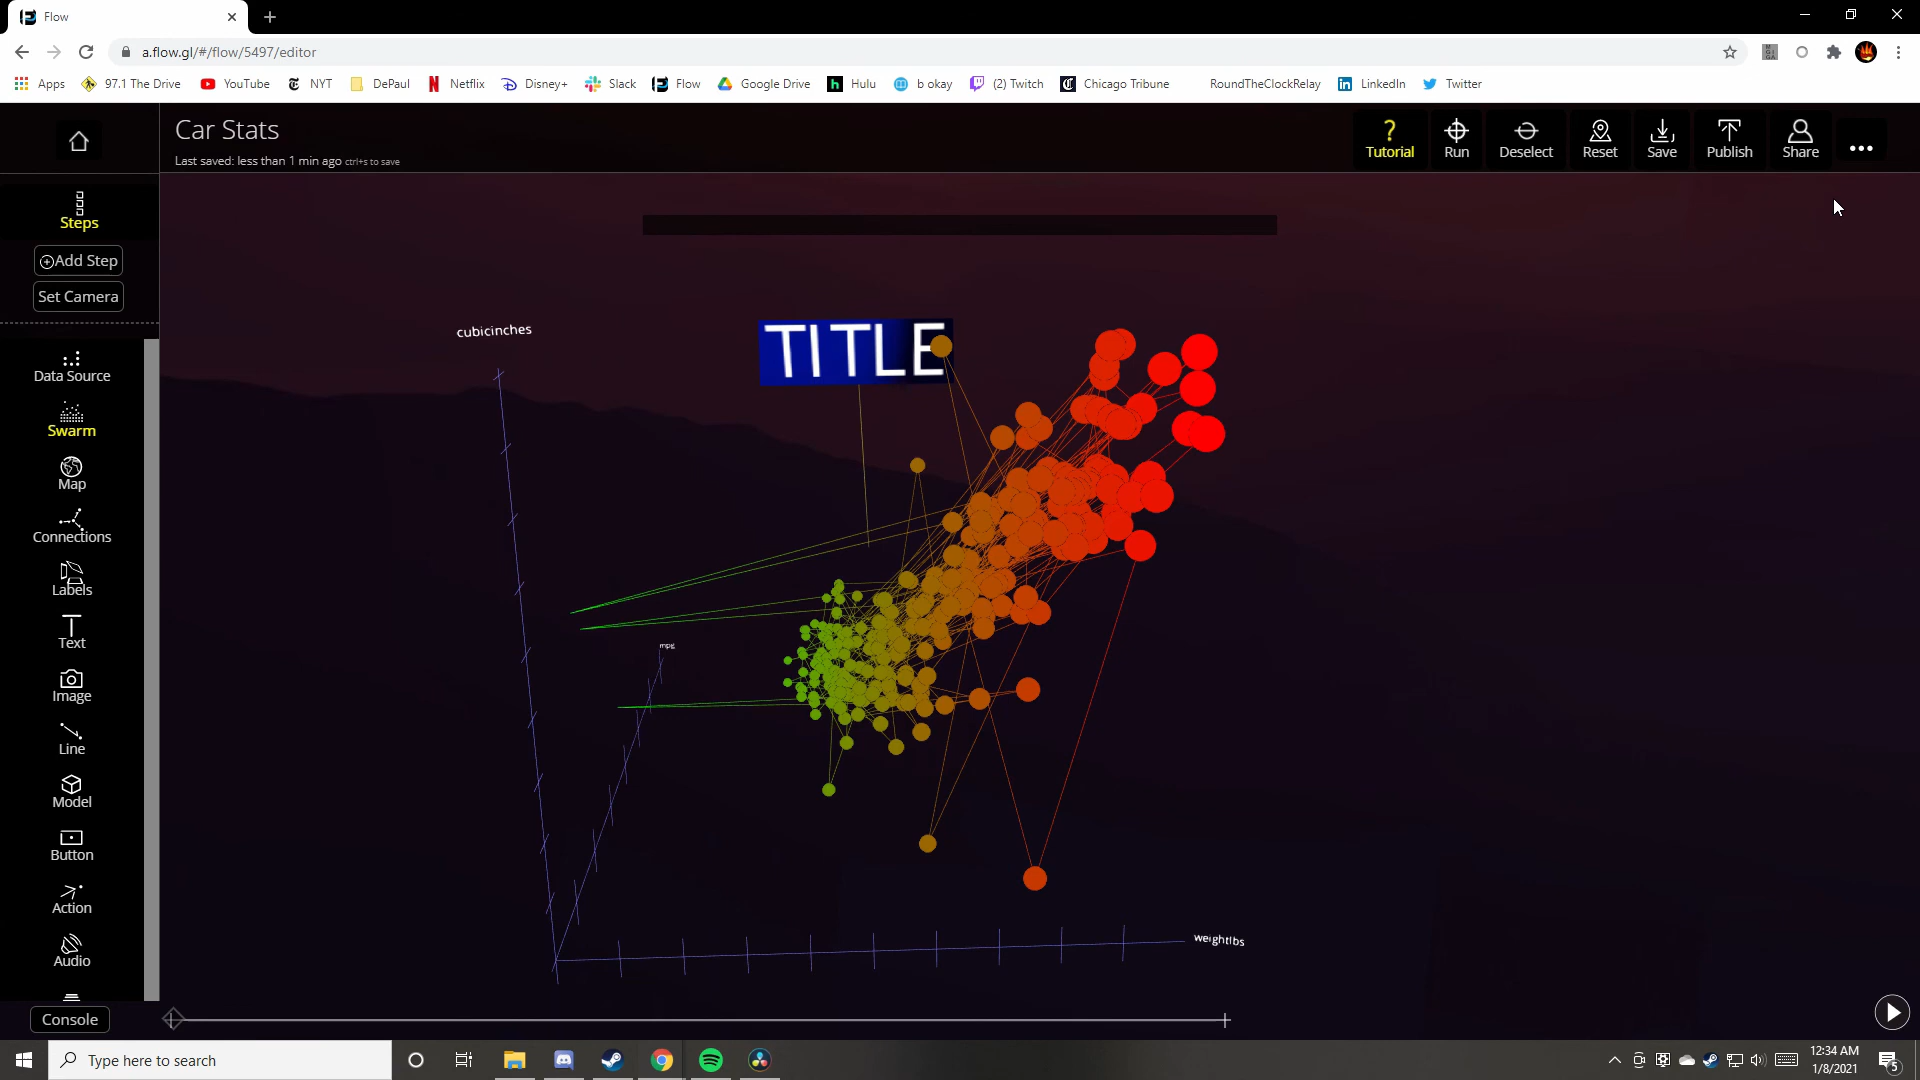 Flow
a.flow.gl/#/flow/5497/editor
Apps 97.1 The Drive YouTube NYT DePaul Netflix Disney+ Slack Flow Google Drive Hulu b okay (2) Twitch Chicago Tribune RoundTheClockRelay LinkedIn Twitter
Car Stats
Last saved: less than 1 min ago ctrl+s to save
? Tutorial Run Deselect Reset Save Publish Share
Steps
Add Step
Set Camera
Data Source
Swarm
Map
Connections
Labels
Text
Image
Line
Model
Button
Action
Audio
Console
cubicinches
TITLE
mpg
weightlbs
Type here to search
12:34 AM
1/8/2021
5